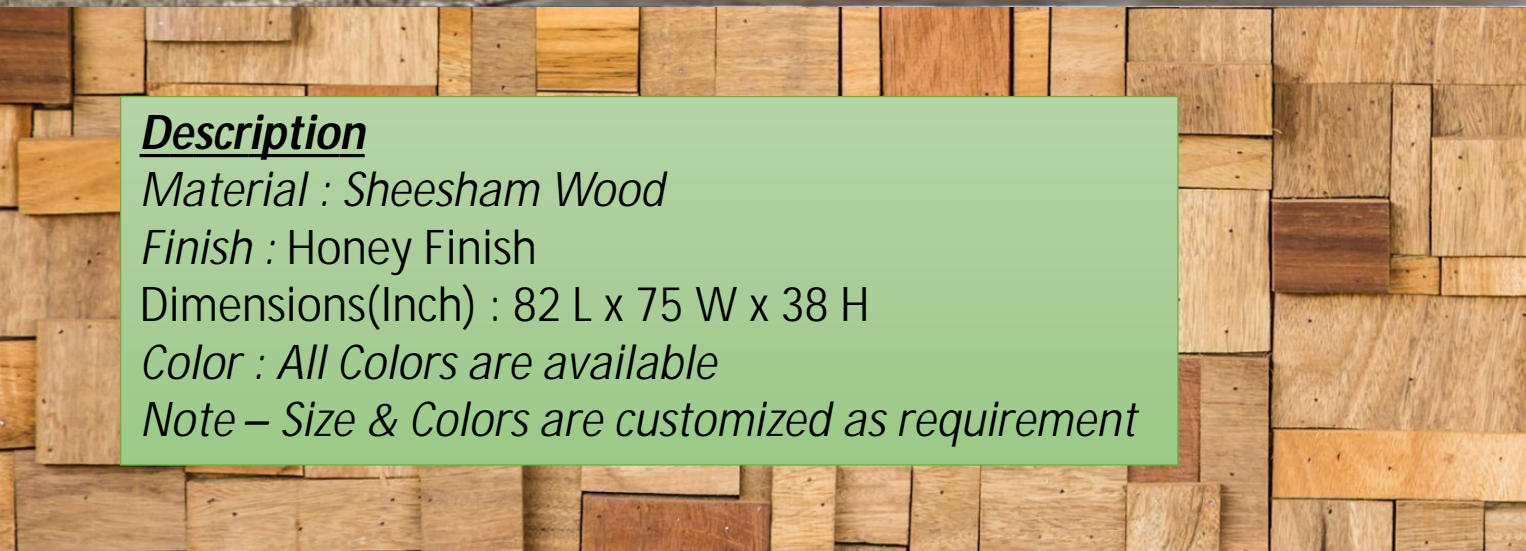 Description
Material : Sheesham Wood
Finish : Honey Finish
Dimensions(Inch) : 82 L x 75 W x 38 H
Color : All Colors are available
Note – Size & Colors are customized as requirement